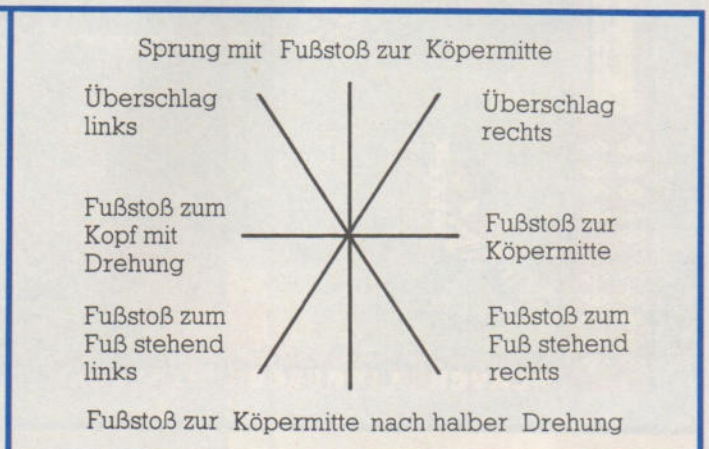 Sprung mit Fußstoß zur Köpermitte
Überschlag
links
Überschlag
rechts
Fußstoß zum
Kopf mit
Drehung
Fußstoß zur
Köpermitte
Fußstoß zum
Fuß stehend
links
Fußstoß zum
Fuß stehend
rechts
Fußstoß zur Köpermitte nach halber Drehung